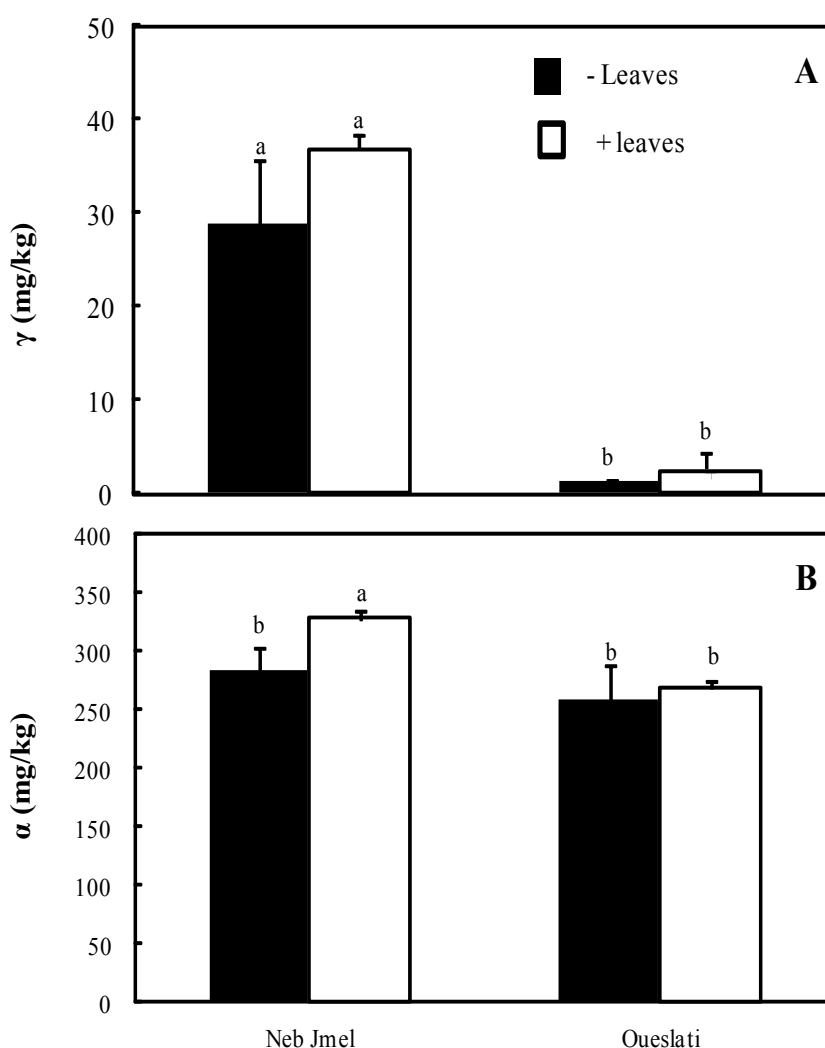 50
40
30
20
10
0
γ (mg/kg)
- Leaves
+ leaves
A
a
a
b
b
400
350
300
250
200
150
100
50
0
α (mg/kg)
B
b
a
b
b
Neb Jmel
Oueslati